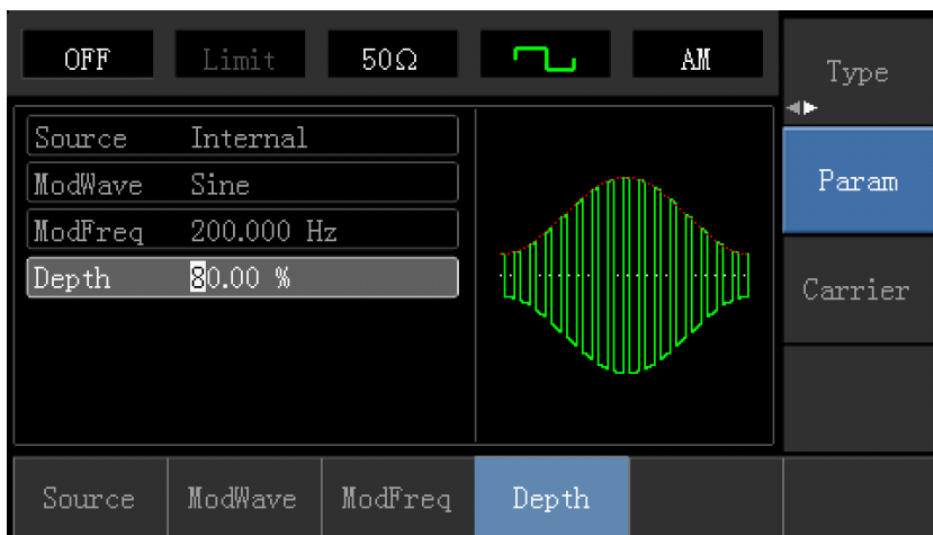 OFF Limit 50Ω AM
Type
Source Internal
ModWave Sine
ModFreq 200.000 Hz
Depth 80.00 %
Param
Carrier
Source ModWave ModFreq Depth